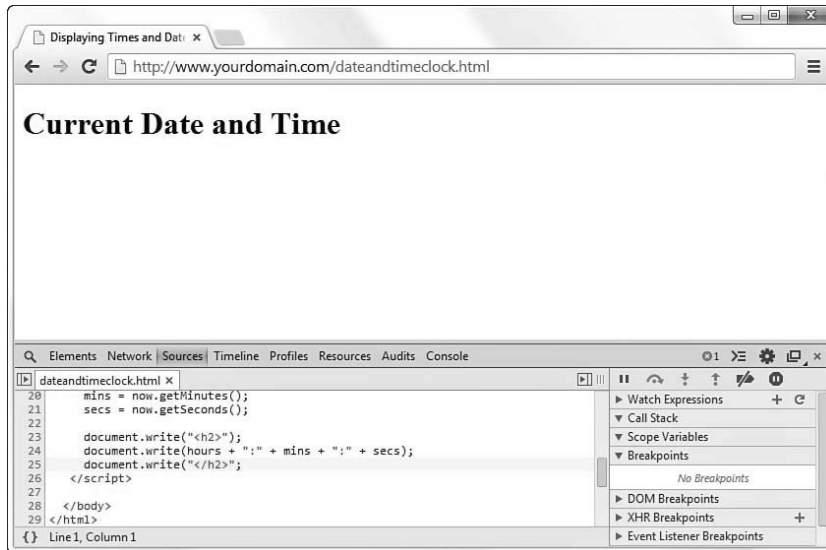 Displaying Times and Dat
http://www.yourdomain.com/dateandtimeclock.html
Current Date and Time
Elements Network Sources Timeline Profiles Resources Audits Console
1
dateandtimeclock.html ×
20 mins = now.getMinutes();
21 secs = now.getSeconds();
22
23 document.write("<h2>");
24 document.write(hours + ":" + mins + ":" + secs);
25 document.write("</h2>";
26 </script>
27
28 </body>
29 </html>
{} Line 1, Column 1
Watch Expressions
Call Stack
Scope Variables
Breakpoints
No Breakpoints
DOM Breakpoints
XHR Breakpoints
Event Listener Breakpoints